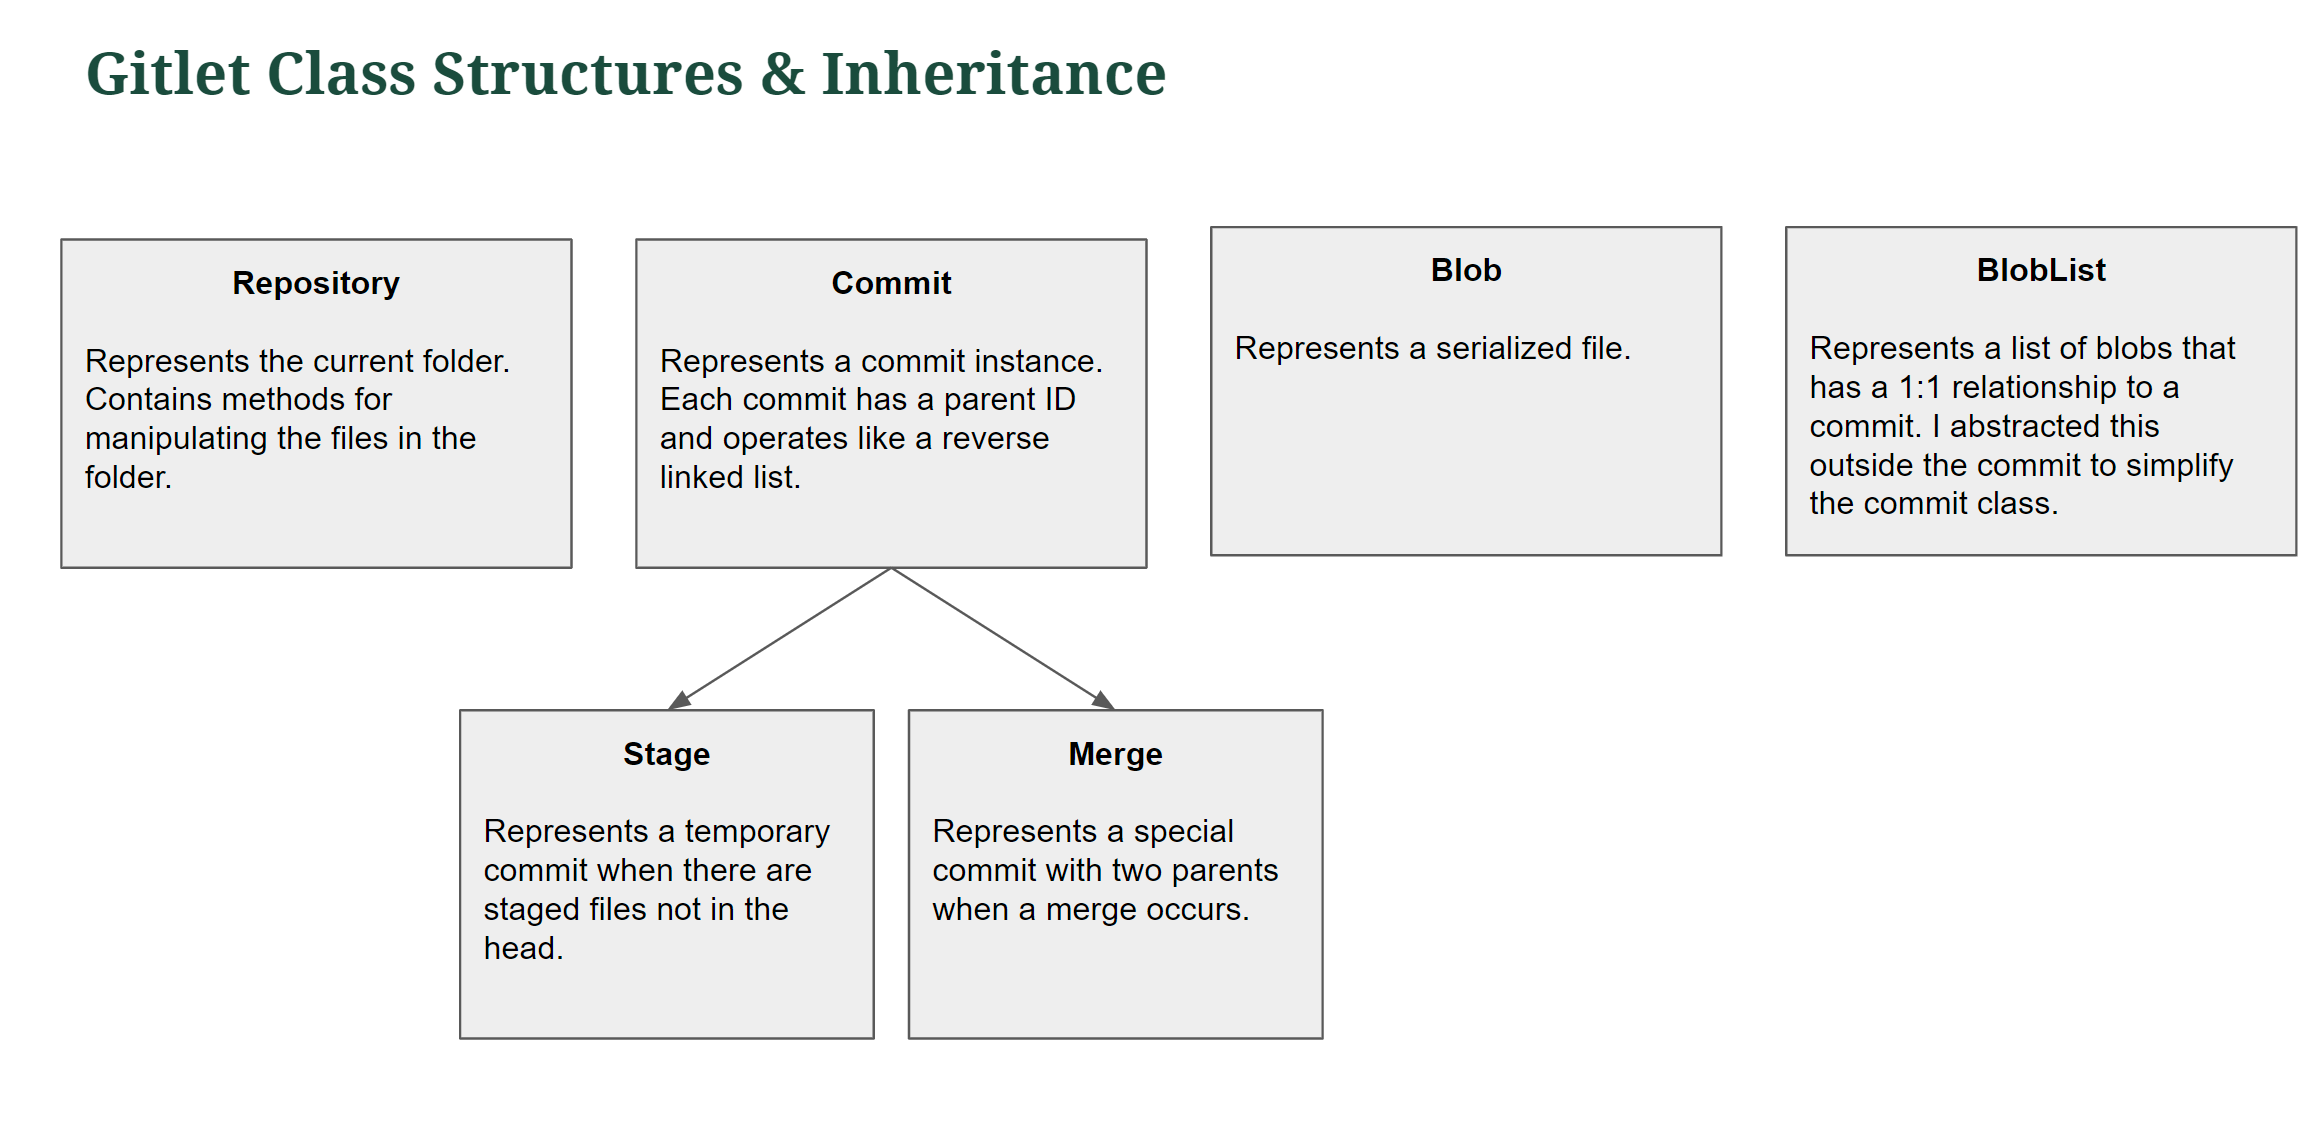 Gitlet Class Structures & Inheritance
Repository
Represents the current folder.
Contains methods for
manipulating the files in the
folder.
Commit
Represents a commit instance.
Each commit has a parent ID
and operates like a reverse
linked list.
Blob
Represents a serialized file.
BlobList
Represents a list of blobs that
has a 1:1 relationship to a
commit. I abstracted this
outside the commit to simplify
the commit class.
Stage
Represents a temporary
commit when there are
staged files not in the
head.
Merge
Represents a special
commit with two parents
when a merge occurs.